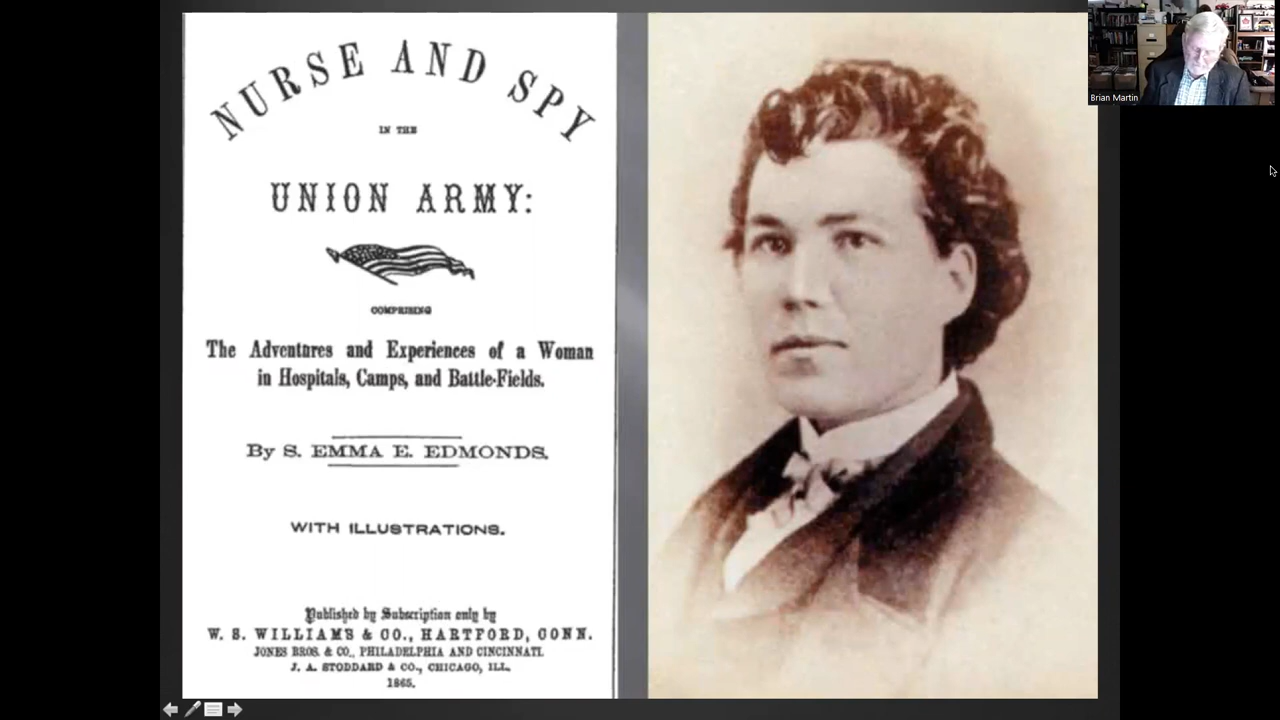 NURSE AND SPY
IN THE
UNION ARMY:
COMPRISING
The Adventures and Experiences of a Woman
in Hospitals, Camps, and Battle-Fields.
By S. EMMA E. EDMONDS.
WITH ILLUSTRATIONS.
Published by Subscription only by
W. S. WILLIAMS & CO., HARTFORD, CONN.
JONES BROS. & CO., PHILADELPHIA AND CINCINNATI.
J. A. STODDARD & CO., CHICAGO, ILL.
1865.
Brian Martin